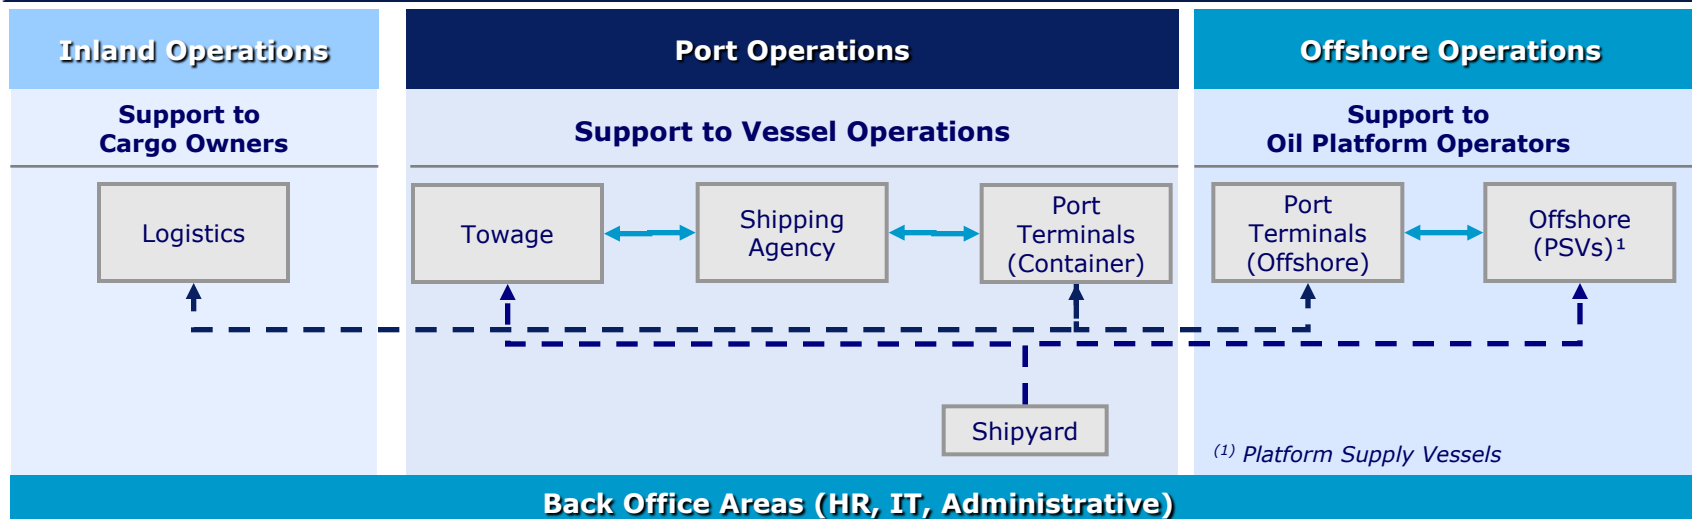 Inland Operations
Port Operations
Offshore Operations
Support to
Cargo Owners
Support to Vessel Operations
Support to
Oil Platform Operators
Logistics
Towage
Shipping
Agency
Port
Terminals
(Container)
Port
Terminals
(Offshore)
Offshore
(PSVs)¹
Shipyard
(1) Platform Supply Vessels
Back Office Areas (HR, IT, Administrative)